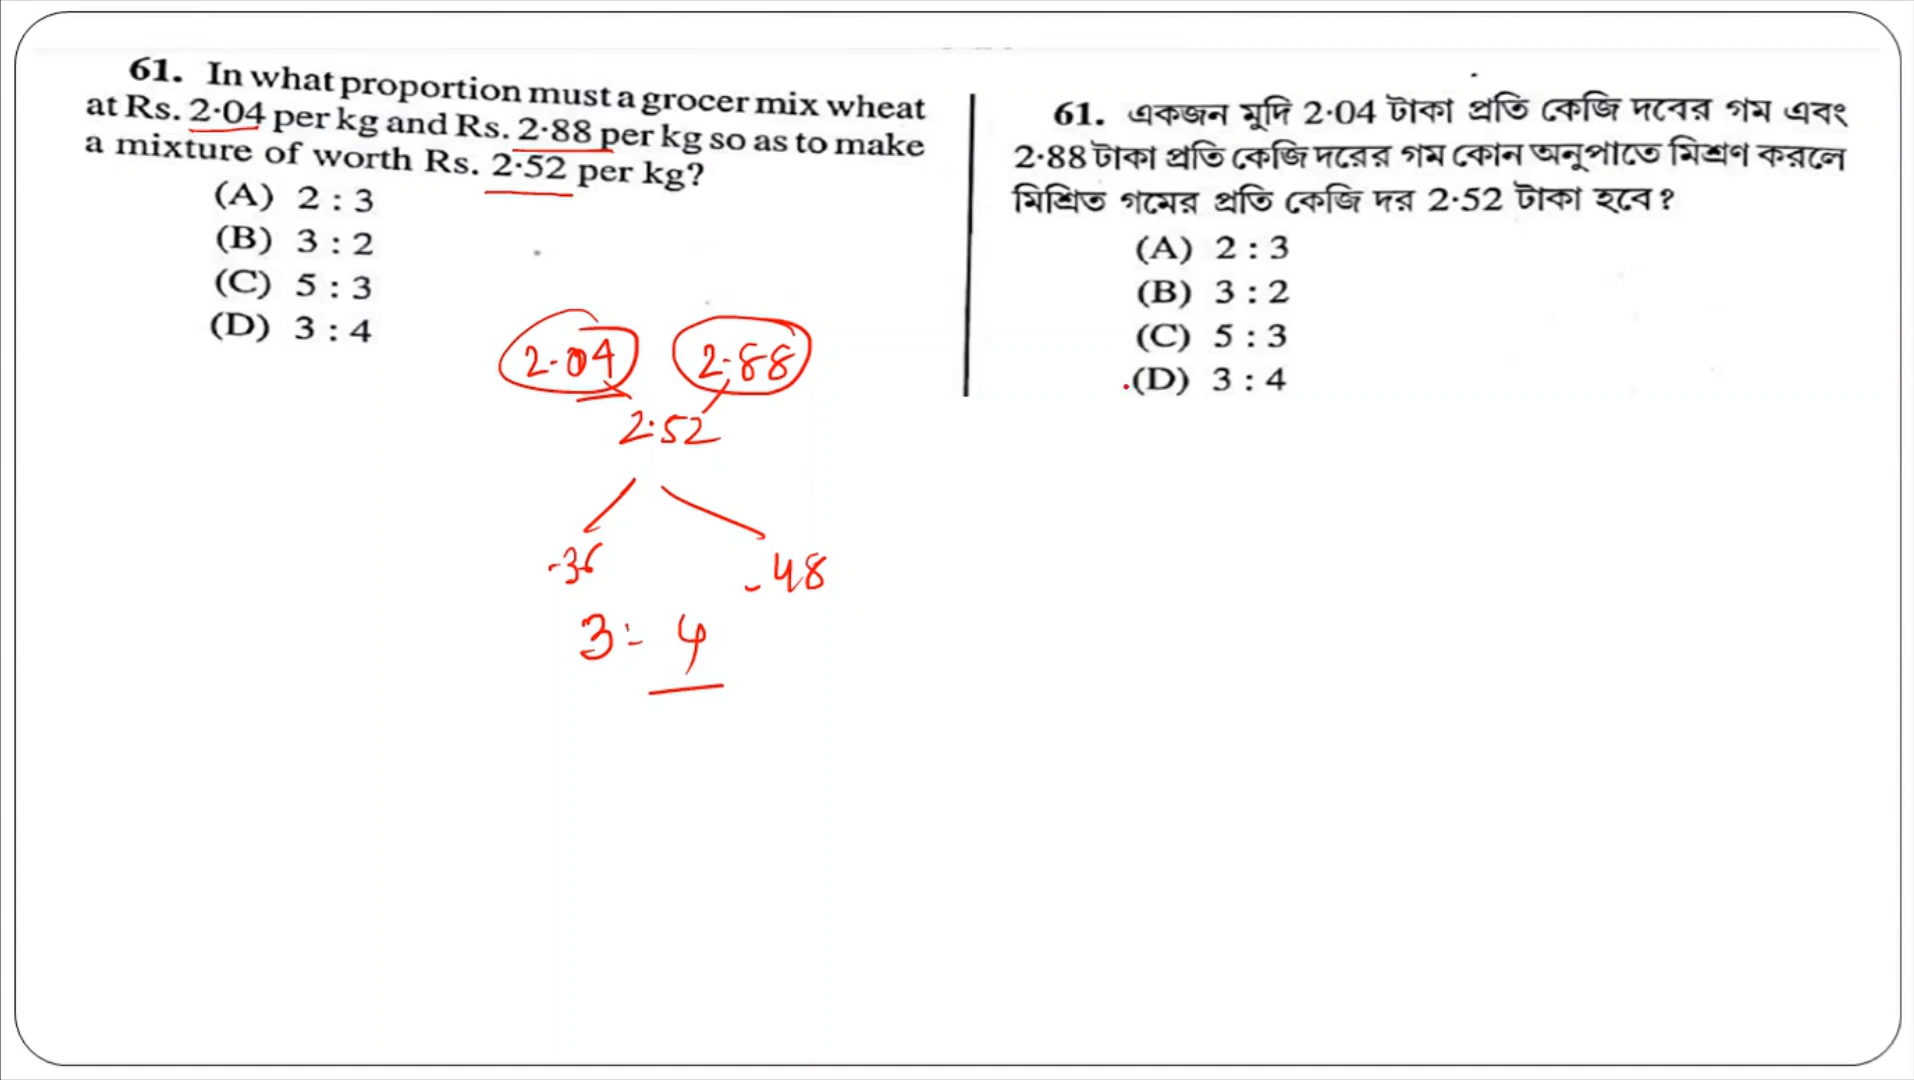 61. In what proportion must a grocer mix wheat
at Rs. 2·04 per kg and Rs. 2·88 per kg so as to make
a mixture of worth Rs. 2·52 per kg?
(A) 2 : 3
(B) 3 : 2
(C) 5 : 3
(D) 3 : 4
61. একজন মুদি 2·04 টাকা প্রতি কেজি দবের গম এবং
2·88 টাকা প্রতি কেজি দরের গম কোন অনুপাতে মিশ্রণ করলে
মিশ্রিত গমের প্রতি কেজি দর 2·52 টাকা হবে?
(A) 2 : 3
(B) 3 : 2
(C) 5 : 3
(D) 3 : 4
2.04 2.88
2.52
.36 .48
3 : 4